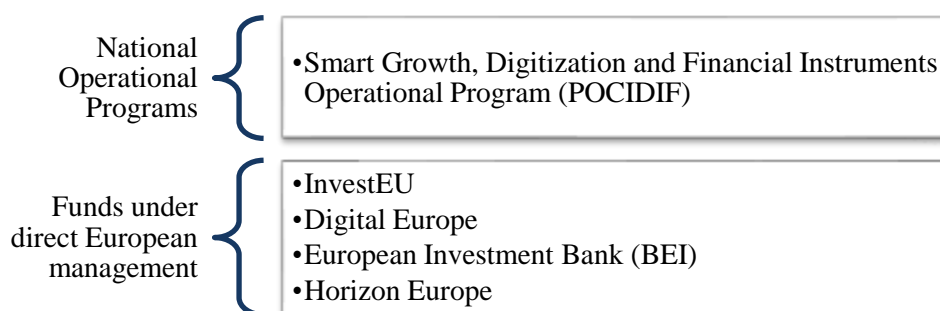 National
Operational
Programs
•Smart Growth, Digitization and Financial Instruments
Operational Program (POCIDIF)
Funds under
direct European
management
•InvestEU
•Digital Europe
•European Investment Bank (BEI)
•Horizon Europe